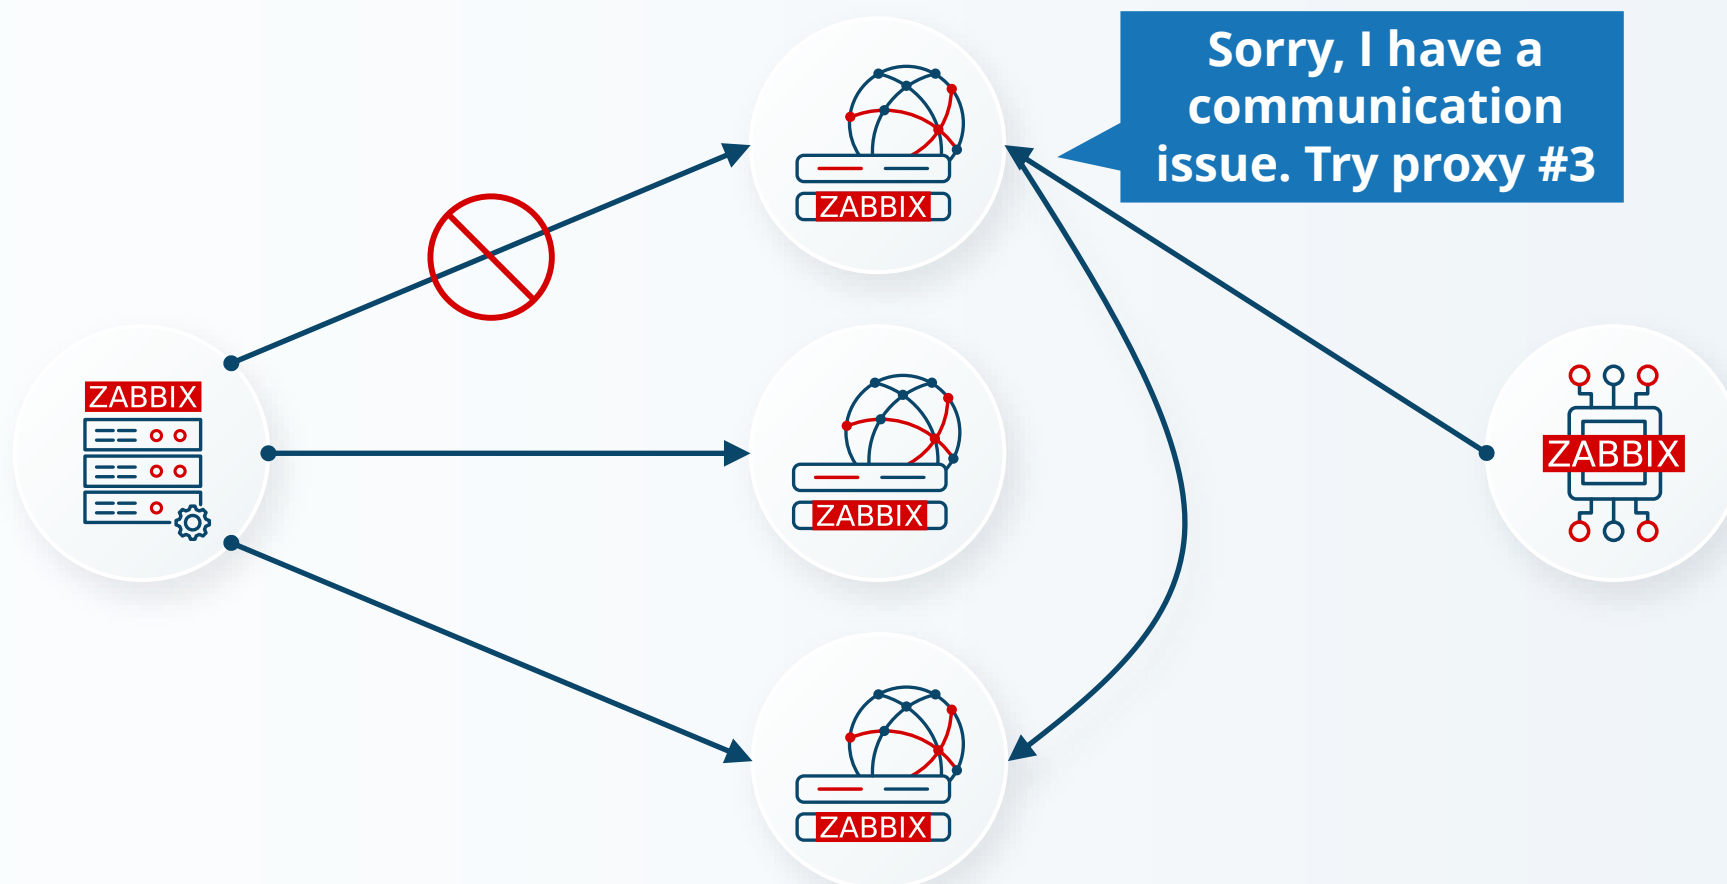 Sorry, I have a
communication
issue. Try proxy #3
ZABBIX
ZABBIX
ZABBIX
ZABBIX
ZABBIX